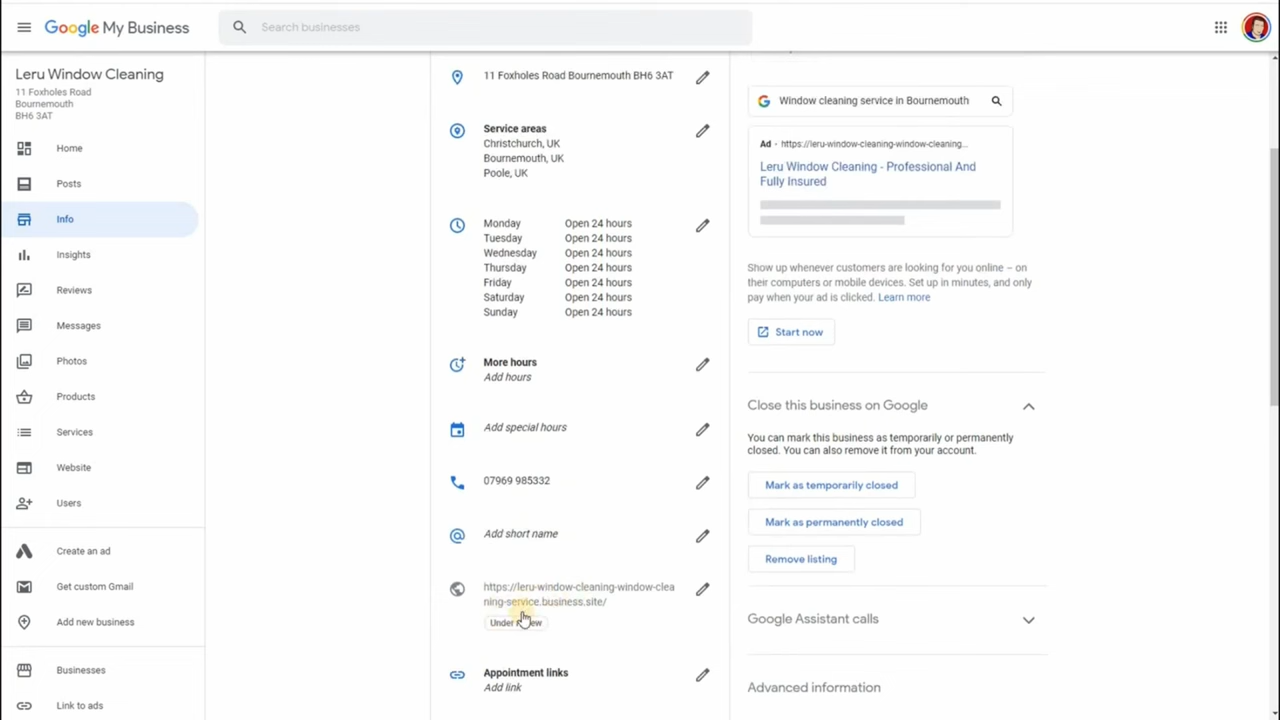 Google My Business
Search businesses
Leru Window Cleaning
11 Foxholes Road
Bournemouth
BH6 3AT
Home
Posts
Info
Insights
Reviews
Messages
Photos
Products
Services
Website
Users
Create an ad
Get custom Gmail
Add new business
Businesses
Link to ads
11 Foxholes Road Bournemouth BH6 3AT
Service areas
Christchurch, UK
Bournemouth, UK
Poole, UK
Monday Open 24 hours
Tuesday Open 24 hours
Wednesday Open 24 hours
Thursday Open 24 hours
Friday Open 24 hours
Saturday Open 24 hours
Sunday Open 24 hours
More hours
Add hours
Add special hours
07969 985332
Add short name
https://leru-window-cleaning-window-clea
ning-service.business.site/
Under
Appointment links
Add link
Window cleaning service in Bournemouth
Ad · https://leru-window-cleaning-window-cleaning...
Leru Window Cleaning - Professional And
Fully Insured
Show up whenever customers are looking for you online – on
their computers or mobile devices. Set up in minutes, and only
pay when your ad is clicked. Learn more
Start now
Close this business on Google
You can mark this business as temporarily or permanently
closed. You can also remove it from your account.
Mark as temporarily closed
Mark as permanently closed
Remove listing
Google Assistant calls
Advanced information